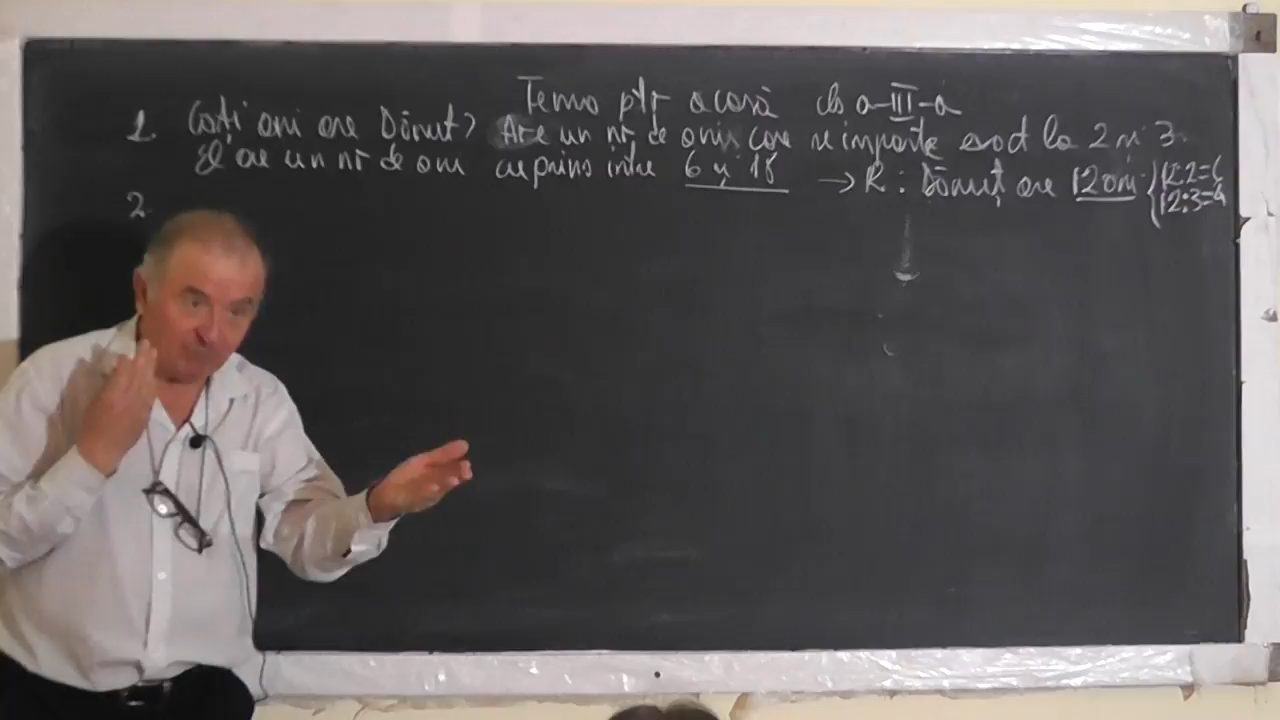 Tema ptr acasă cls a-III-a
1. Câți ani are Dănuț? Are un nr de ani care se împarte exact la 2 și 3.
El are un nr de ani cuprins între 6 și 18 → R: Dănuț are 12 ani { 12:2=6
12:3=4
2.